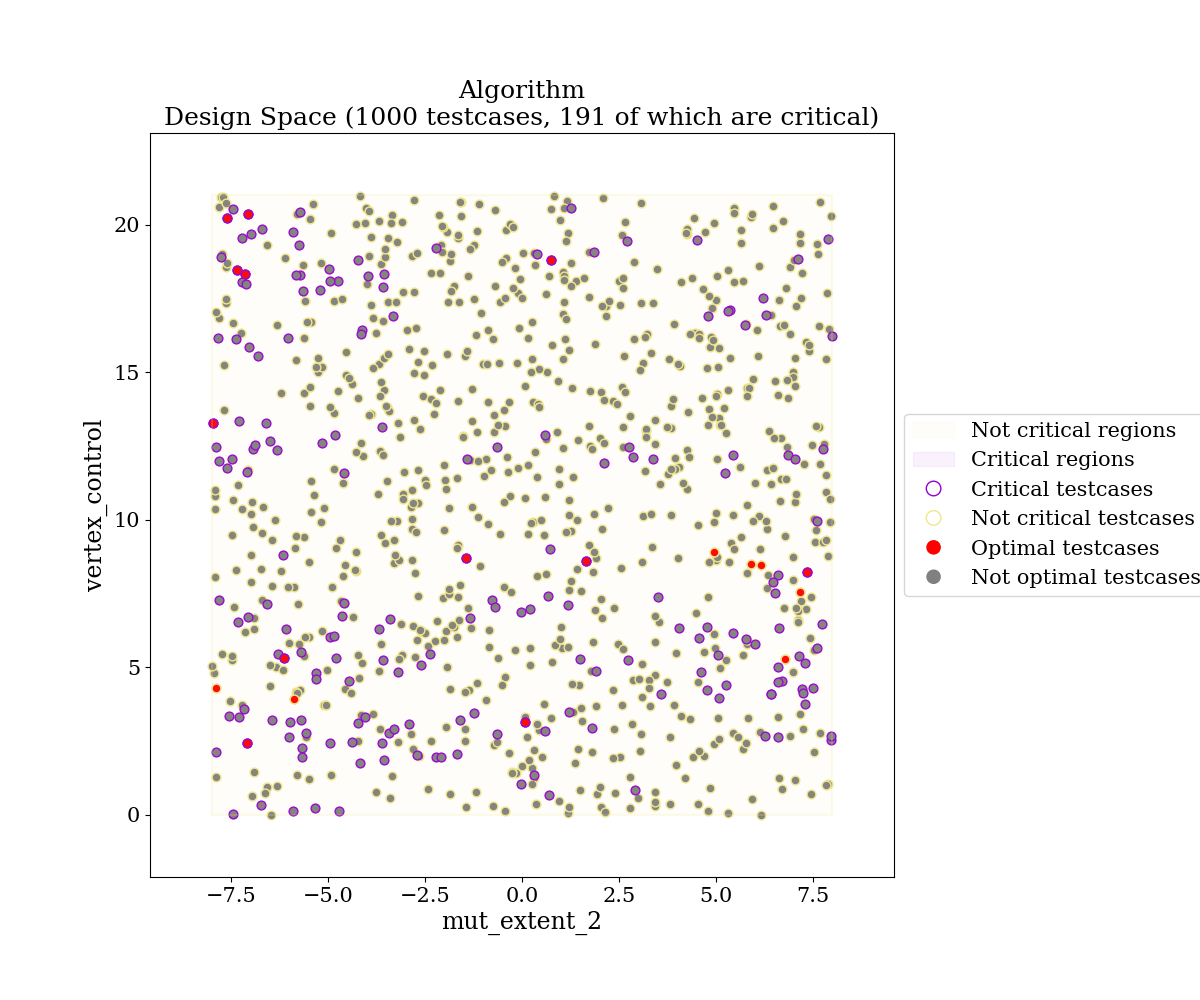 Algorithm
Design Space (1000 testcases, 191 of which are critical)
20
15
10
5
0
vertex_control
−7.5 −5.0 −2.5 0.0 2.5 5.0 7.5
mut_extent_2
Not critical regions
Critical regions
Critical testcases
Not critical testcases
Optimal testcases
Not optimal testcases